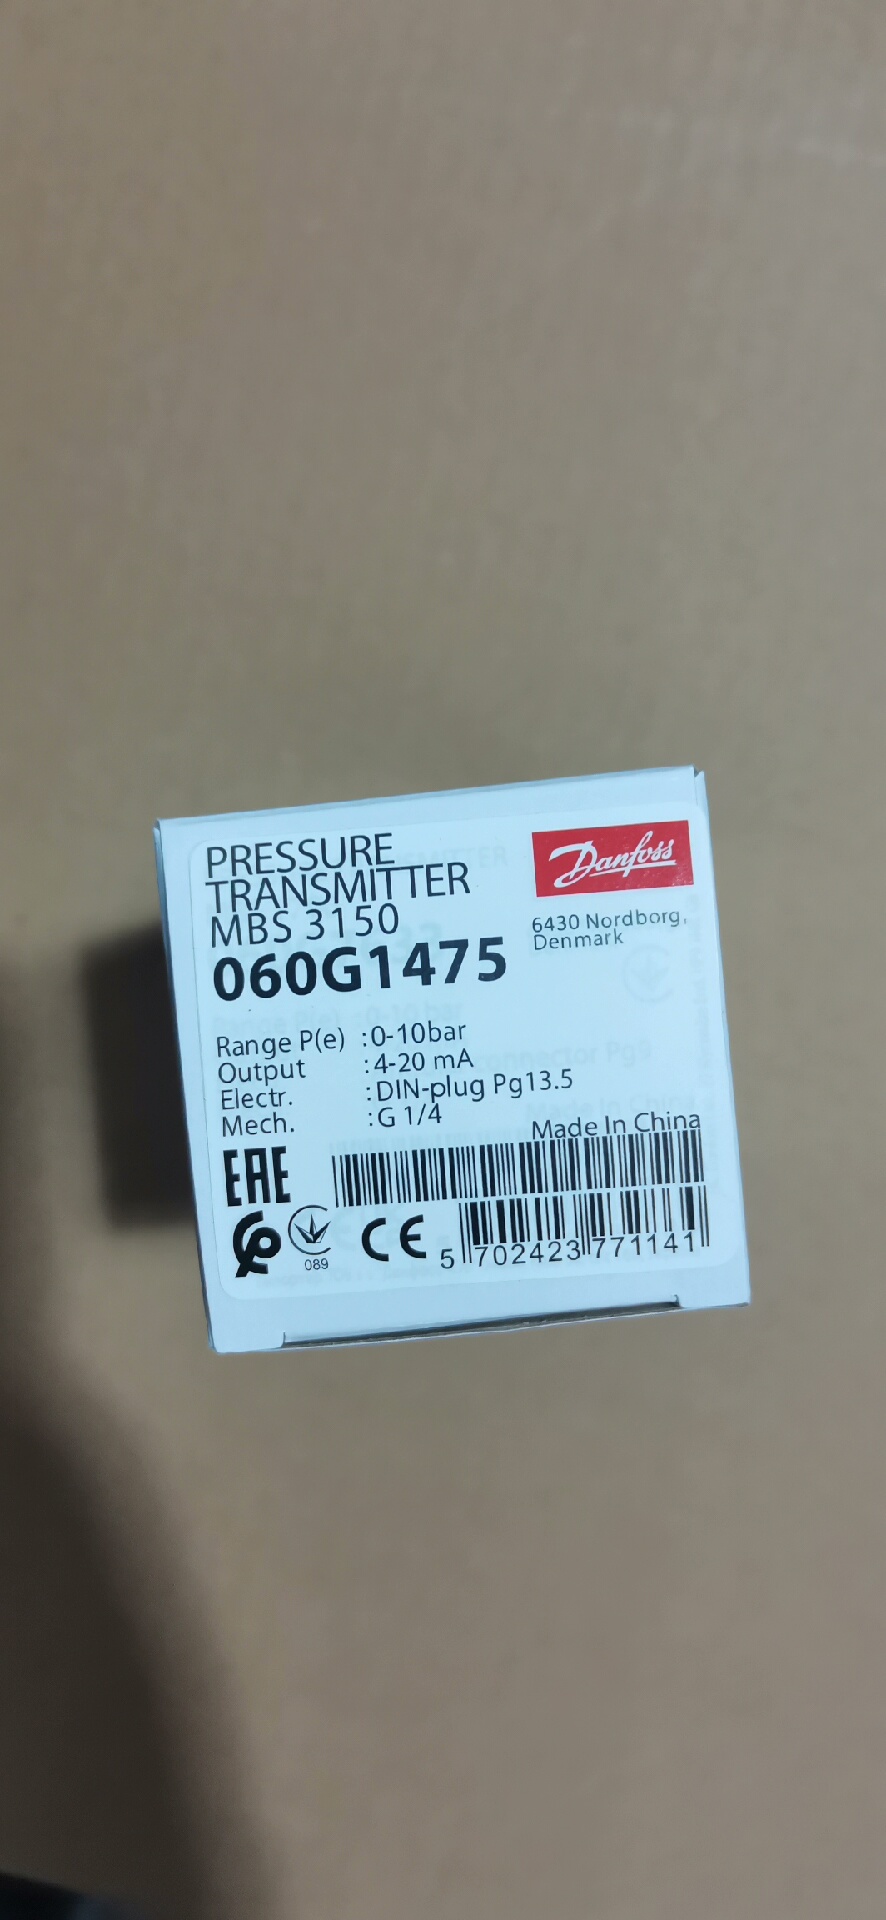 PRESSURE
TRANSMITTER
MBS 3150
060G1475
Danfoss
6430 Nordborg,
Denmark
Range P(e) :0-10bar
Output :4-20 mA
Electr. :DIN-plug Pg13.5
Mech. :G 1/4
Made In China
EAC
089
CE
5 702423 771141